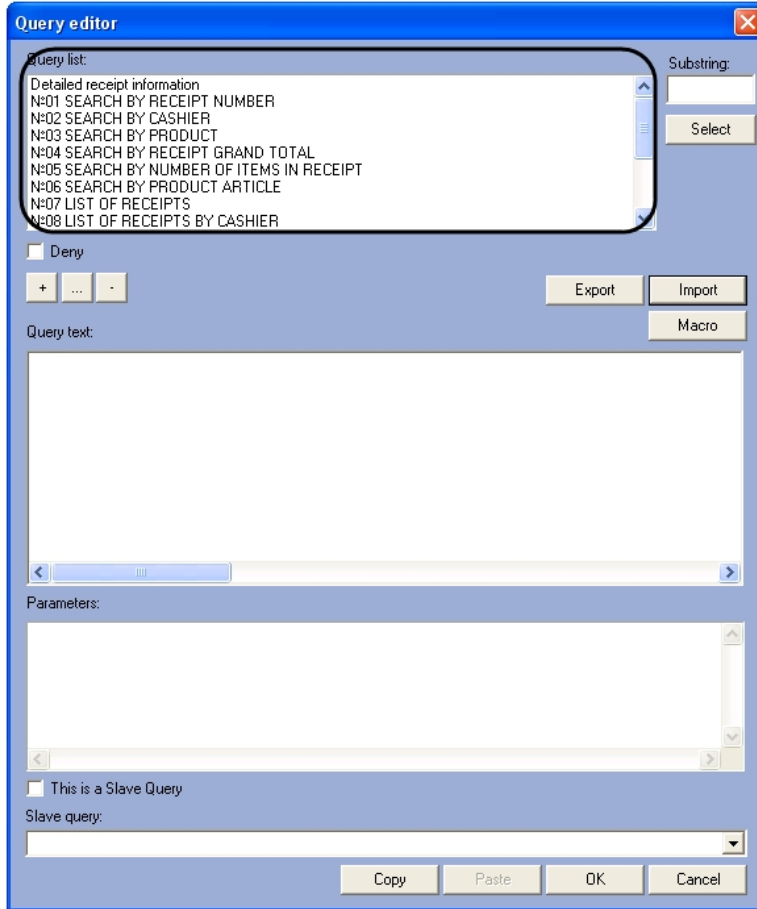 Query editor
Query list:
Substring:
Detailed receipt information
№01 SEARCH BY RECEIPT NUMBER
№02 SEARCH BY CASHIER
№03 SEARCH BY PRODUCT
№04 SEARCH BY RECEIPT GRAND TOTAL
№05 SEARCH BY NUMBER OF ITEMS IN RECEIPT
№06 SEARCH BY PRODUCT ARTICLE
№07 LIST OF RECEIPTS
№08 LIST OF RECEIPTS BY CASHIER
Select
Deny
+ ... -
Export Import
Macro
Query text:
Parameters:
This is a Slave Query
Slave query:
Copy Paste OK Cancel